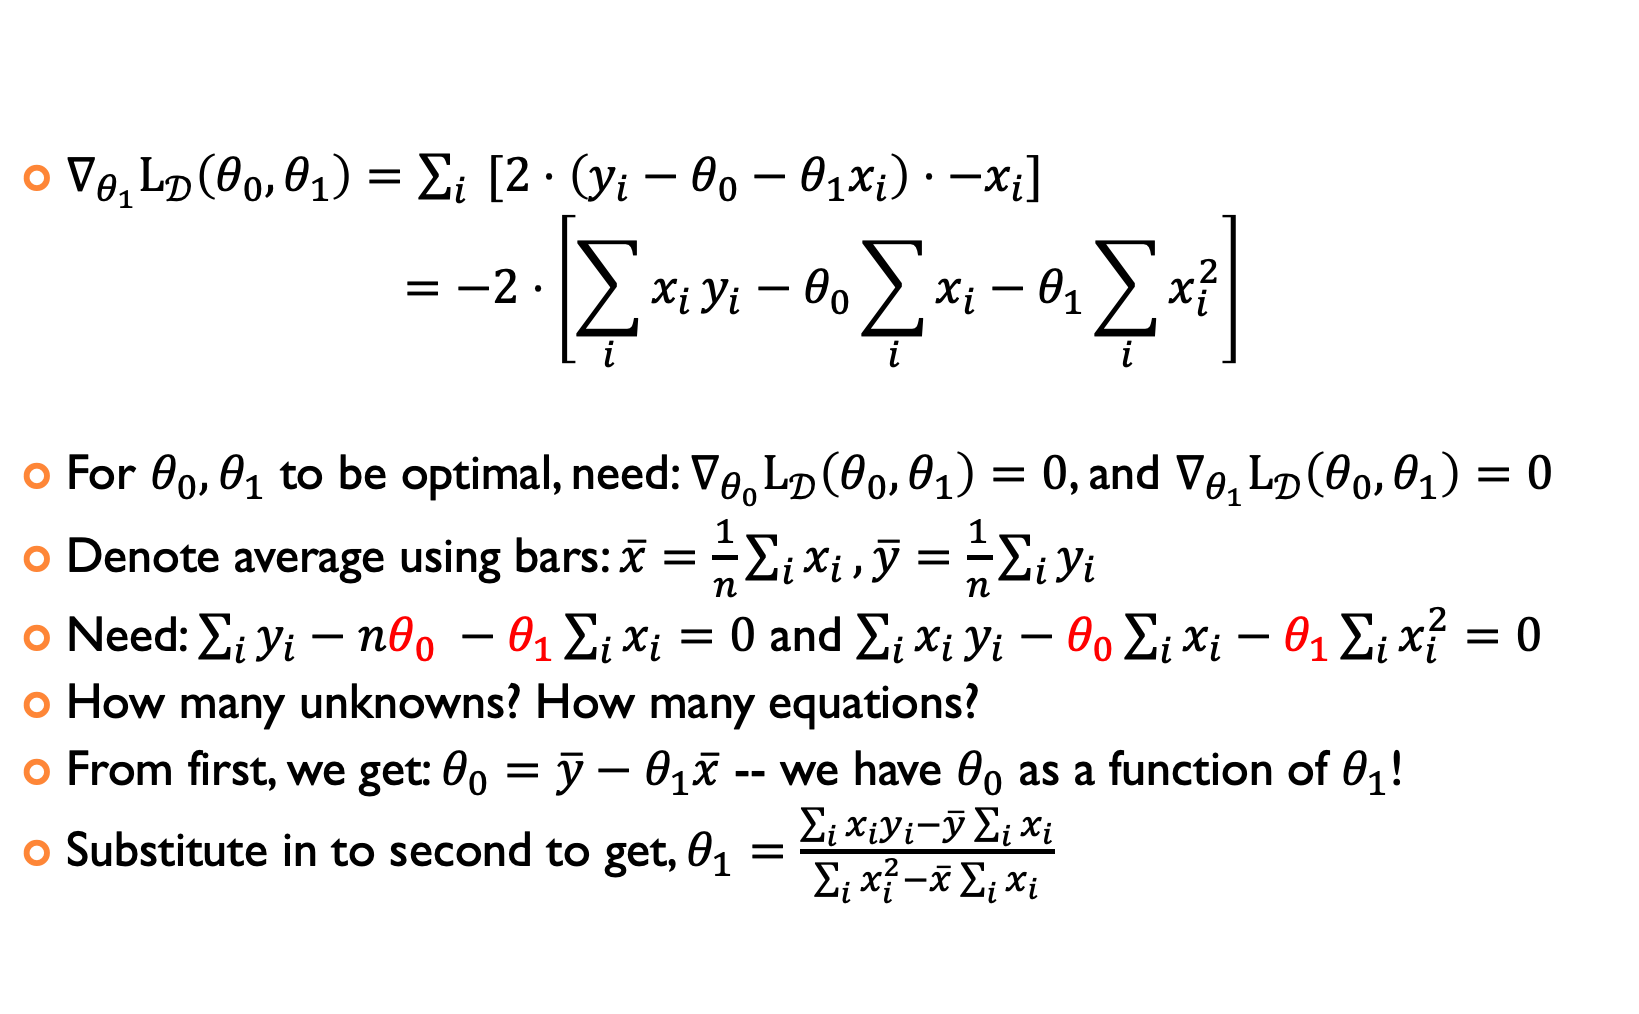 ∇θ₁ L𝒟(θ₀, θ₁) = ∑ᵢ [2 · (yᵢ − θ₀ − θ₁xᵢ) · −xᵢ]
= −2 · [∑ᵢ xᵢ yᵢ − θ₀ ∑ᵢ xᵢ − θ₁ ∑ᵢ xᵢ²]
For θ₀, θ₁ to be optimal, need: ∇θ₀ L𝒟(θ₀, θ₁) = 0, and ∇θ₁ L𝒟(θ₀, θ₁) = 0
Denote average using bars: x̄ = 1/n ∑ᵢ xᵢ , ȳ = 1/n ∑ᵢ yᵢ
Need: ∑ᵢ yᵢ − nθ₀ − θ₁ ∑ᵢ xᵢ = 0 and ∑ᵢ xᵢ yᵢ − θ₀ ∑ᵢ xᵢ − θ₁ ∑ᵢ xᵢ² = 0
How many unknowns? How many equations?
From first, we get: θ₀ = ȳ − θ₁x̄ -- we have θ₀ as a function of θ₁!
Substitute in to second to get, θ₁ = (∑ᵢ xᵢyᵢ−ȳ ∑ᵢ xᵢ)/(∑ᵢ xᵢ²−x̄ ∑ᵢ xᵢ)